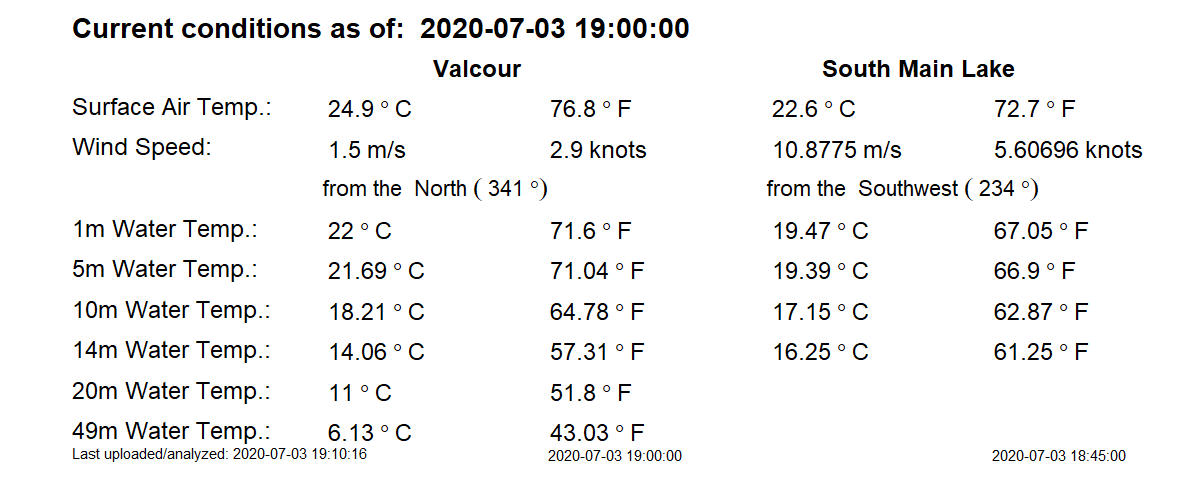 Current conditions as of: 2020-07-03 19:00:00
Valcour South Main Lake
Surface Air Temp.: 24.9 ° C 76.8 ° F 22.6 ° C 72.7 ° F
Wind Speed: 1.5 m/s 2.9 knots 10.8775 m/s 5.60696 knots
from the North ( 341 °) from the Southwest ( 234 °)
1m Water Temp.: 22 ° C 71.6 ° F 19.47 ° C 67.05 ° F
5m Water Temp.: 21.69 ° C 71.04 ° F 19.39 ° C 66.9 ° F
10m Water Temp.: 18.21 ° C 64.78 ° F 17.15 ° C 62.87 ° F
14m Water Temp.: 14.06 ° C 57.31 ° F 16.25 ° C 61.25 ° F
20m Water Temp.: 11 ° C 51.8 ° F
49m Water Temp.: 6.13 ° C 43.03 ° F
Last uploaded/analyzed: 2020-07-03 19:10:16 2020-07-03 19:00:00 2020-07-03 18:45:00